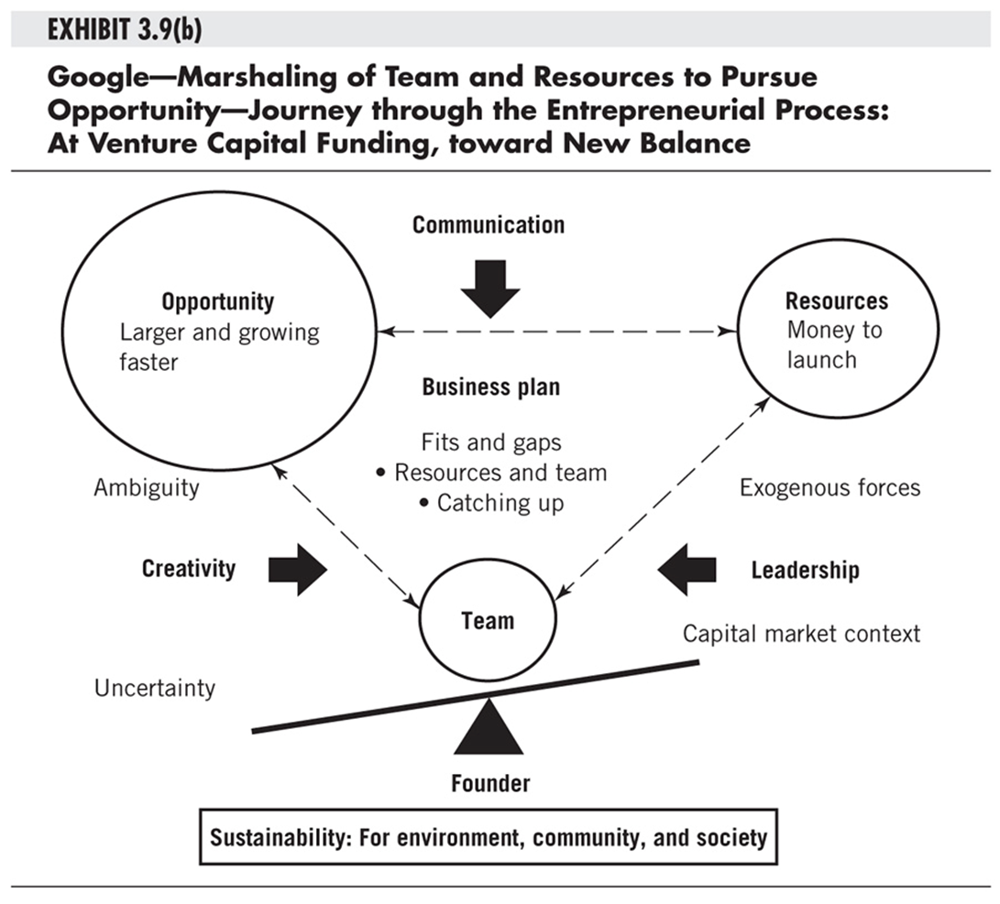 EXHIBIT 3.9(b)
Google—Marshaling of Team and Resources to Pursue
Opportunity—Journey through the Entrepreneurial Process:
At Venture Capital Funding, toward New Balance
Communication
Opportunity
Larger and growing
faster
Resources
Money to
launch
Business plan
Fits and gaps
• Resources and team
• Catching up
Ambiguity
Exogenous forces
Creativity
Leadership
Team
Capital market context
Uncertainty
Founder
Sustainability: For environment, community, and society